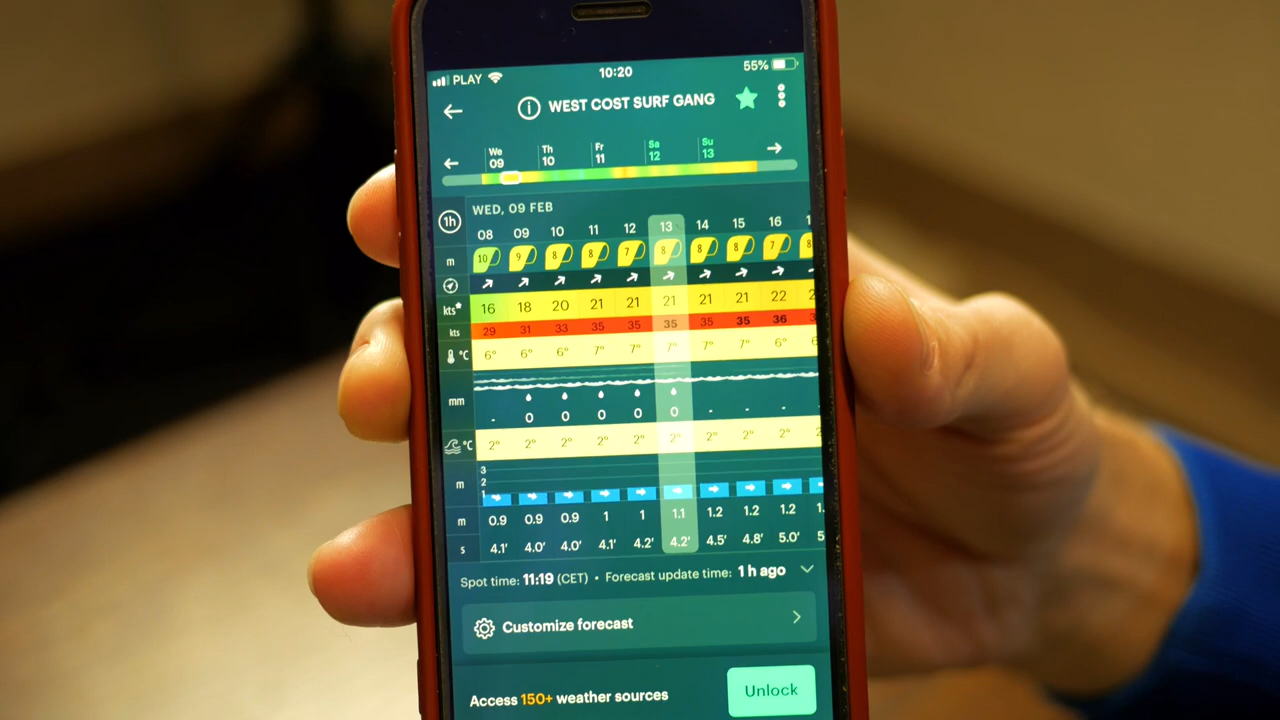 PLAY 10:20 55%
WEST COST SURF GANG
We Th Fr Sa Su
09 10 11 12 13
1h WED, 09 FEB
08 09 10 11 12 13 14 15 16
m 10 9 8 8 7 8 8 8 7 8
kts* 16 18 20 21 21 21 21 21 22
kts 29 31 33 35 35 35 35 35 36
°C 6° 6° 6° 7° 7° 7° 7° 7° 6°
mm - 0 0 0 0 0 - - -
°C 2° 2° 2° 2° 2° 2° 2° 2° 2°
3
m 2
1
m 0.9 0.9 0.9 1 1 1.1 1.2 1.2 1.2
s 4.1' 4.0' 4.0' 4.1' 4.2' 4.2' 4.5' 4.8' 5.0'
Spot time: 11:19 (CET) • Forecast update time: 1 h ago
Customize forecast
Access 150+ weather sources Unlock